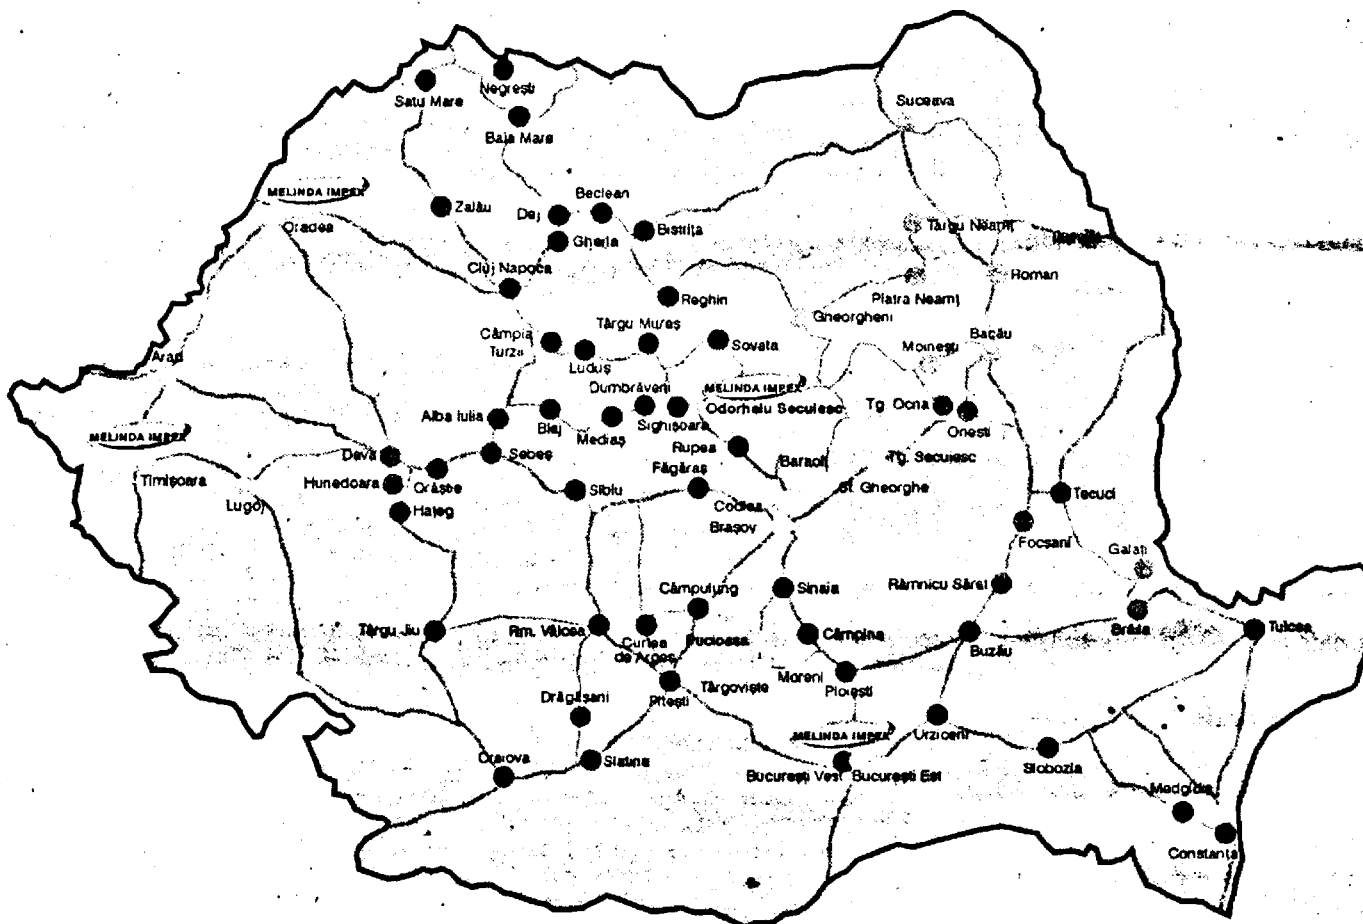 Negrești
Satu Mare
Suceava
Baia Mare
MELINDA IMPEX
Beclean
Zalău
Dej
Oradea
Târgu Neamț
Bistrița
Gherla
Cluj Napoca
Roman
Piatra Neamț
Reghin
Gheorgheni
Târgu Mureș
Câmpia
Turzii
Bacău
Sovata
Arad
Moinești
Luduș
Dumbrăveni
MELINDA IMPEX
Tg. Ocna
Odorheiu Secuiesc
Alba Iulia
Blaj
Sighișoara
Onești
MELINDA IMPEX
Mediaș
Rupea
Deva
Sebeș
Baraolt
Tg. Secuiesc
Făgăraș
Timișoara
Hunedoara
Orăștie
Sf. Gheorghe
Sibiu
Tecuci
Lugoj
Hațeg
Codlea
Brașov
Focșani
Galați
Câmpulung
Sinaia
Râmnicu Sărat
Târgu Jiu
Rm. Vâlcea
Curtea
de Argeș
Pucioasa
Câmpina
Brăila
Tulcea
Buzău
Moreni
Târgoviște
Ploiești
Drăgășani
Pitești
MELINDA IMPEX
Urziceni
Craiova
Slatina
București Vest
București Est
Slobozia
Medgidia
Constanța